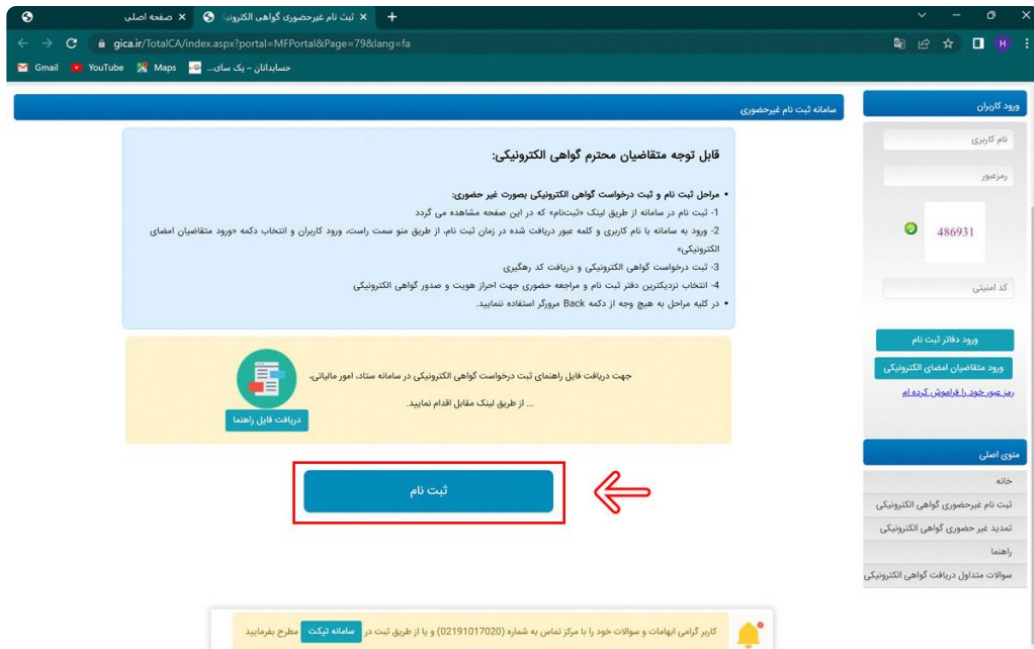 صفحه اصلی
ثبت نام غیرحضوری گواهی الکترونیک
gica.ir/TotalCA/index.aspx?portal=MFPortal&Page=79&lang=fa
H
Gmail
YouTube
Maps
حسابدانان – یک سای...
ورود کاربران
نام کاربری
رمزعبور
486931
کد امنیتی
ورود دفاتر ثبت نام
ورود متقاضیان امضای الکترونیکی
رمز عبور خود را فراموش کرده ام
منوی اصلی
خانه
ثبت نام غیرحضوری گواهی الکترونیکی
تمدید غیر حضوری گواهی الکترونیکی
راهنما
سوالات متداول دریافت گواهی الکترونیکی
سامانه ثبت نام غیرحضوری
قابل توجه متقاضیان محترم گواهی الکترونیکی:
• مراحل ثبت نام و ثبت درخواست گواهی الکترونیکی بصورت غیر حضوری:
1- ثبت نام در سامانه از طریق لینک «ثبت‌نام» که در این صفحه مشاهده می گردد
2- ورود به سامانه با نام کاربری و کلمه عبور دریافت شده در زمان ثبت نام، از طریق منو سمت راست، ورود کاربران و انتخاب دکمه «ورود متقاضیان امضای
الکترونیکی»
3- ثبت درخواست گواهی الکترونیکی و دریافت کد رهگیری
4- انتخاب نزدیکترین دفتر ثبت نام و مراجعه حضوری جهت احراز هویت و صدور گواهی الکترونیکی
• در کلیه مراحل به هیچ وجه از دکمه Back مرورگر استفاده ننمایید.
جهت دریافت فایل راهنمای ثبت درخواست گواهی الکترونیکی در سامانه ستاد، امور مالیاتی،
... از طریق لینک مقابل اقدام نمایید.
دریافت فایل راهنما
ثبت نام
کاربر گرامی ابهامات و سوالات خود را با مرکز تماس به شماره (02191017020) و یا از طریق ثبت در سامانه تیکت مطرح بفرمایید